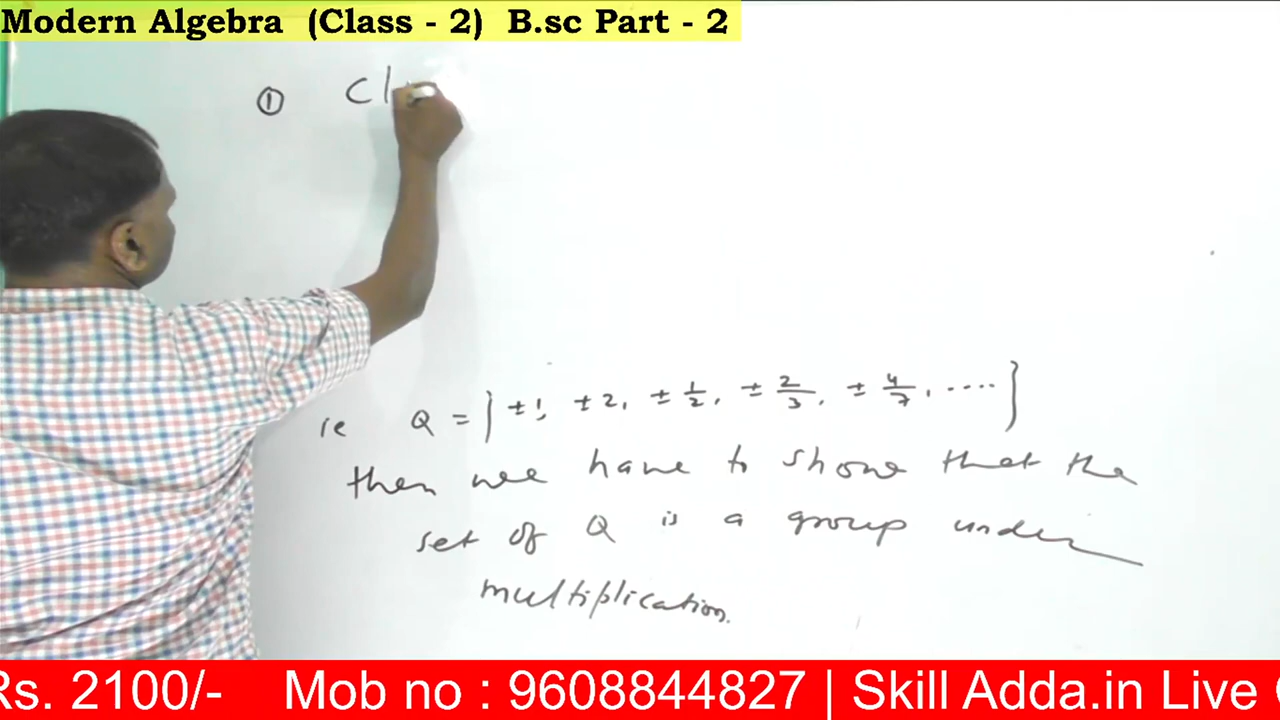 Modern Algebra (Class - 2) B.sc Part - 2
① Cl
ie Q = { ±1, ±2, ±1/2, ±2/3, ±4/7, .... }
then we have to show that the
set of Q is a group under
multiplication.
Rs. 2100/- Mob no : 9608844827 | Skill Adda.in Live